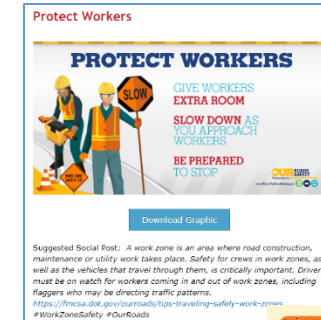 Protect Workers
PROTECT WORKERS
SLOW
GIVE WORKERS
EXTRA ROOM
SLOW DOWN AS
YOU APPROACH
WORKERS
BE PREPARED
TO STOP
OUR ROADS
SAFETY
Download Graphic
Suggested Social Post: A work zone is an area where road construction,
maintenance or utility work takes place. Safety for crews in work zones, as
well as the vehicles that travel through them, is critically important. Driver
must be on watch for workers coming in and out of work zones, including
flaggers who may be directing traffic patterns.
https://fmcsa.dot.gov/ourroads/tips-traveling-safely-work-zones
#WorkZoneSafety #OurRoads